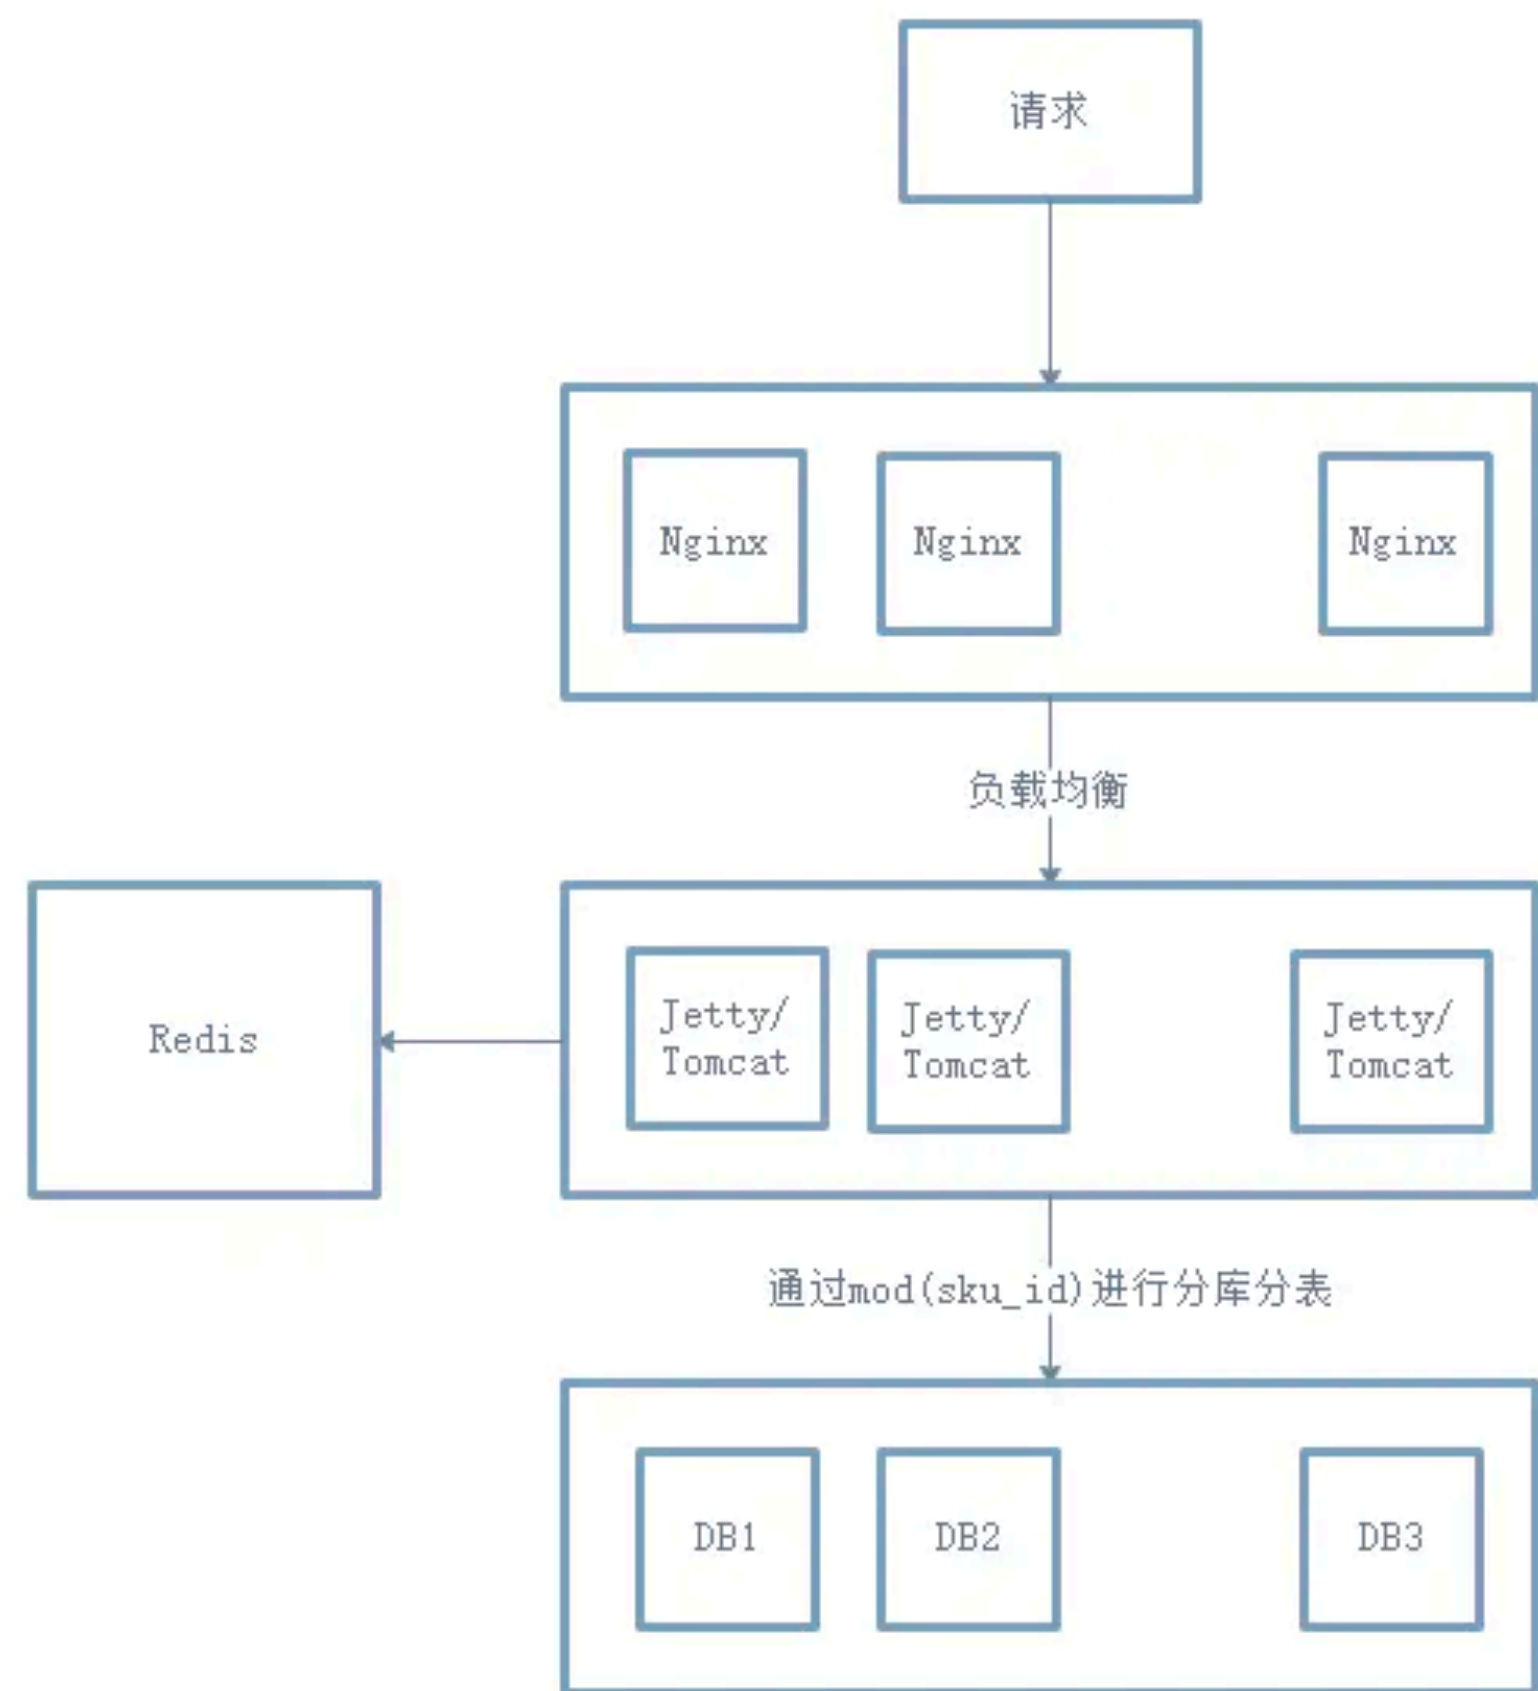 请求
Nginx
Nginx
Nginx
负载均衡
Redis
Jetty/
Tomcat
Jetty/
Tomcat
Jetty/
Tomcat
通过mod(sku_id)进行分库分表
DB1
DB2
DB3